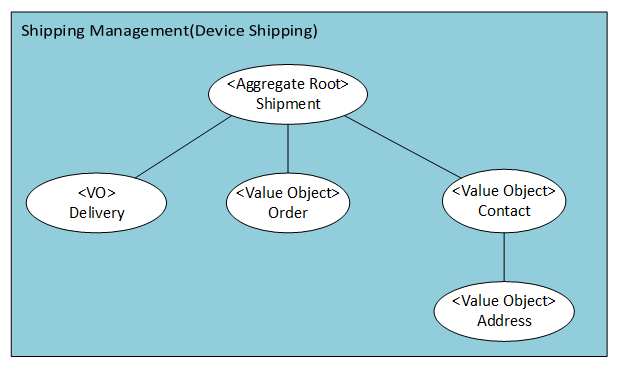 Shipping Management(Device Shipping)
<Aggregate Root>
Shipment
<VO>
Delivery
<Value Object>
Order
<Value Object>
Contact
<Value Object>
Address